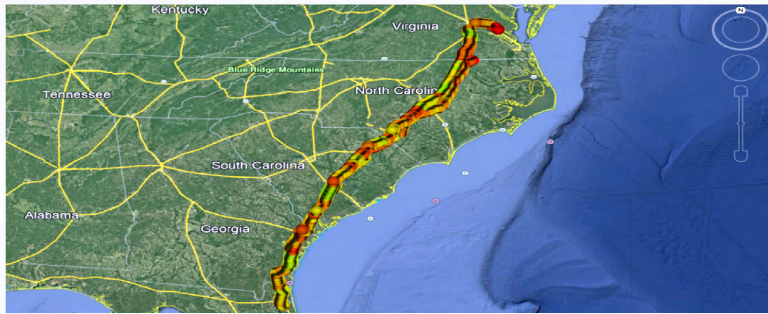 Kentucky
Virginia
Blue Ridge Mountains
Tennessee
North Carolin
South Carolina
Alabama
Georgia
N